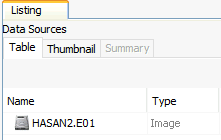 Listing
Data Sources
Table Thumbnail Summary
Name Type
HASAN2.E01 Image